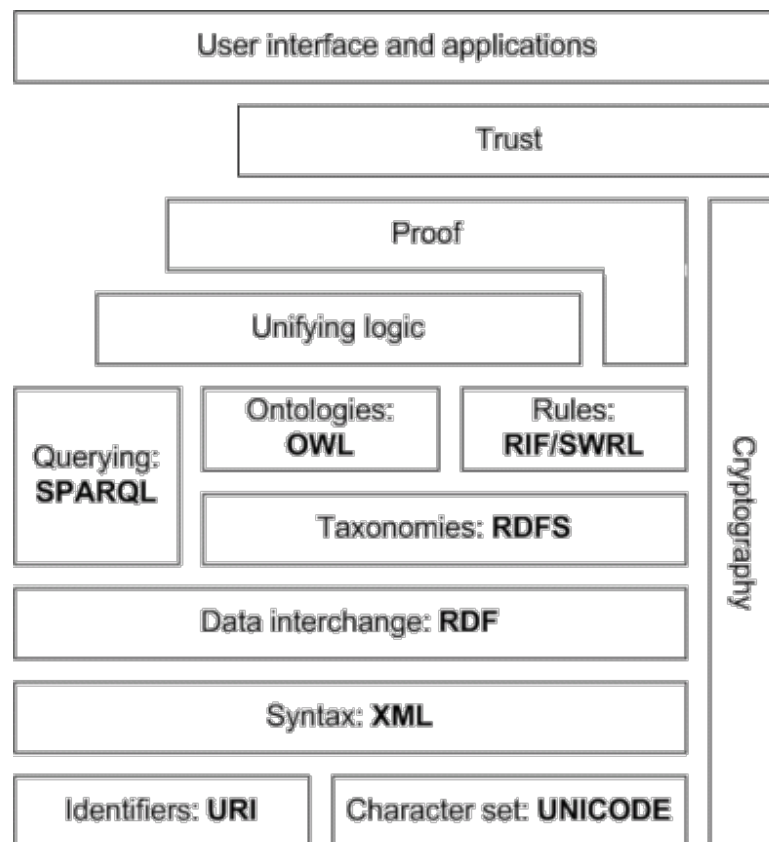 User interface and applications
Trust
Proof
Unifying logic
Ontologies:
OWL
Rules:
RIF/SWRL
Querying:
SPARQL
Taxonomies: RDFS
Cryptography
Data interchange: RDF
Syntax: XML
Identifiers: URI
Character set: UNICODE